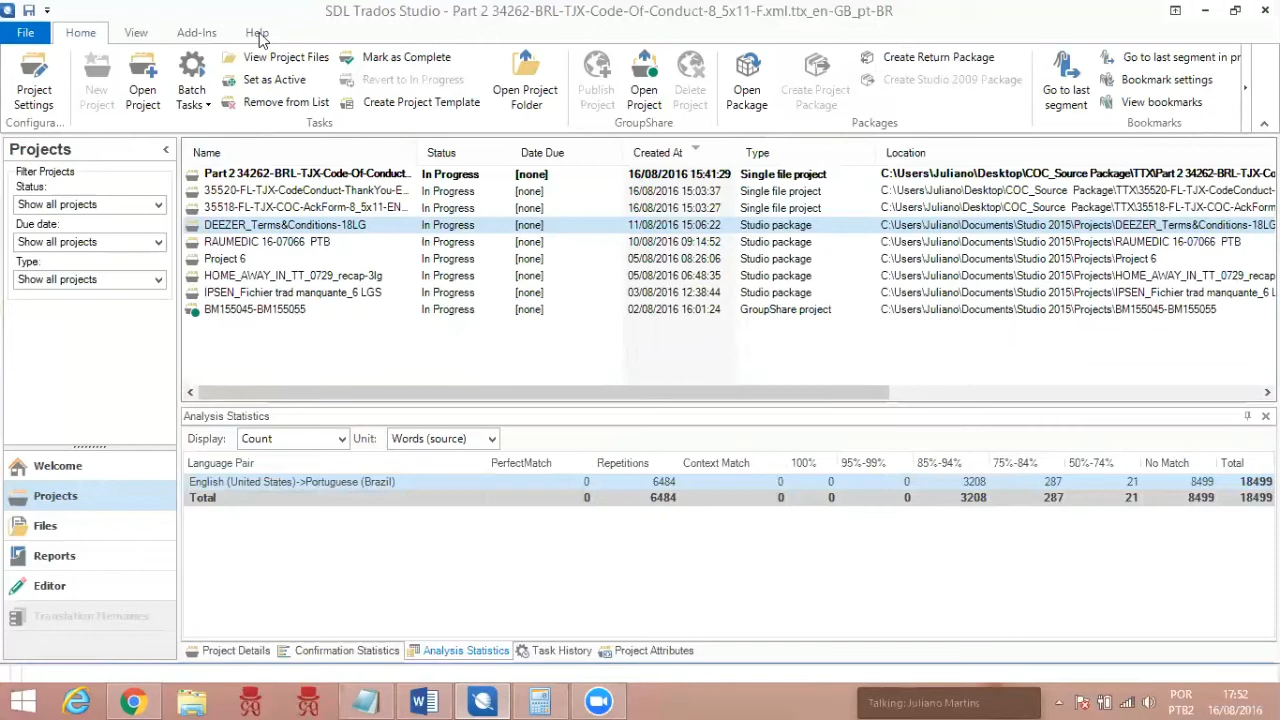 SDL Trados Studio - Part 2 34262-BRL-TJX-Code-Of-Conduct-8_5x11-F.xml.ttx_en-GB_pt-BR
File Home View Add-Ins Help
Project Settings
New Project
Open Project
Batch Tasks
View Project Files
Set as Active
Remove from List
Mark as Complete
Revert to In Progress
Create Project Template
Open Project Folder
Publish Project
Open Project
Delete Project
Open Package
Create Project Package
Create Return Package
Create Studio 2009 Package
Go to last segment
Go to last segment in pr
Bookmark settings
View bookmarks
Configura... Tasks GroupShare Packages Bookmarks
Projects
Filter Projects
Status:
Show all projects
Due date:
Show all projects
Type:
Show all projects
Name Status Date Due Created At Type Location
Part 2 34262-BRL-TJX-Code-Of-Conduct... In Progress [none] 16/08/2016 15:41:29 Single file project C:\Users\Juliano\Desktop\COC_Source Package\TTX\Part 2 34262-BRL-TJX-Co
35520-FL-TJX-CodeConduct-ThankYou-E... In Progress [none] 16/08/2016 15:03:37 Single file project C:\Users\Juliano\Desktop\COC_Source Package\TTX\35520-FL-TJX-CodeConduct-
35518-FL-TJX-COC-AckForm-8_5x11-EN... In Progress [none] 16/08/2016 15:03:27 Single file project C:\Users\Juliano\Desktop\COC_Source Package\TTX\35518-FL-TJX-COC-AckForm
DEEZER_Terms&Conditions-18LG In Progress [none] 11/08/2016 15:06:22 Studio package C:\Users\Juliano\Documents\Studio 2015\Projects\DEEZER_Terms&Conditions-18LG
RAUMEDIC 16-07066 PTB In Progress [none] 10/08/2016 09:14:52 Studio package C:\Users\Juliano\Documents\Studio 2015\Projects\RAUMEDIC 16-07066 PTB
Project 6 In Progress [none] 05/08/2016 08:26:06 Studio package C:\Users\Juliano\Documents\Studio 2015\Projects\Project 6
HOME_AWAY_IN_TT_0729_recap-3lg In Progress [none] 05/08/2016 06:48:35 Studio package C:\Users\Juliano\Documents\Studio 2015\Projects\HOME_AWAY_IN_TT_0729_recap-3lg
IPSEN_Fichier trad manquante_6 LGS In Progress [none] 03/08/2016 12:38:44 Studio package C:\Users\Juliano\Documents\Studio 2015\Projects\IPSEN_Fichier trad manquante_6 LG
BM155045-BM155055 In Progress [none] 02/08/2016 16:01:24 GroupShare project C:\Users\Juliano\Documents\Studio 2015\Projects\BM155045-BM155055
Analysis Statistics
Display: Count Unit: Words (source)
Language Pair PerfectMatch Repetitions Context Match 100% 95%-99% 85%-94% 75%-84% 50%-74% No Match Total
English (United States)->Portuguese (Brazil) 0 6484 0 0 0 3208 287 21 8499 18499
Total 0 6484 0 0 0 3208 287 21 8499 18499
Welcome
Projects
Files
Reports
Editor
Translation Memories
Project Details Confirmation Statistics Analysis Statistics Task History Project Attributes
Talking: Juliano Martins
POR 17:52
PTB2 16/08/2016